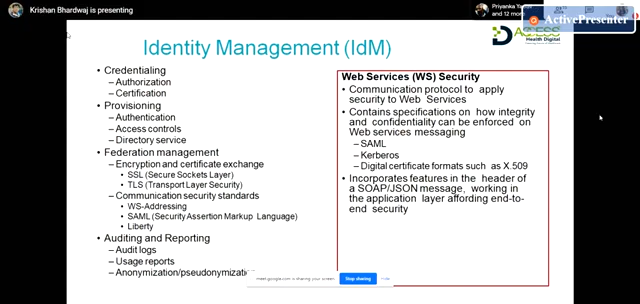 Krishan Bhardwaj is presenting
and 12 more
ActivePresenter
Identity Management (IdM)
ACCESS
Health Digital
• Credentialing
– Authorization
– Certification
• Provisioning
– Authentication
– Access controls
– Directory service
• Federation management
– Encryption and certificate exchange
• SSL (Secure Sockets Layer)
• TLS (Transport Layer Security)
– Communication security standards
• WS-Addressing
• SAML (Security Assertion Markup Language)
• Liberty
• Auditing and Reporting
– Audit logs
– Usage reports
– Anonymization/pseudonymizatio
Web Services (WS) Security
• Communication protocol to apply
security to Web Services
• Contains specifications on how integrity
and confidentiality can be enforced on
Web services messaging
– SAML
– Kerberos
– Digital certificate formats such as X.509
• Incorporates features in the header
of a SOAP/JSON message, working in
the application layer affording end-to-
end security
meet.google.com is sharing your screen.
Stop sharing
Hide